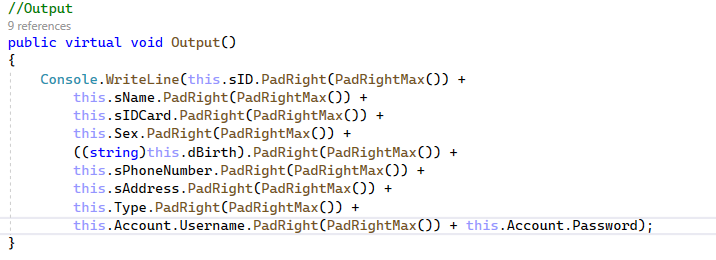 //Output
9 references
public virtual void Output()
{
Console.WriteLine(this.sID.PadRight(PadRightMax()) +
this.sName.PadRight(PadRightMax()) +
this.sIDCard.PadRight(PadRightMax()) +
this.Sex.PadRight(PadRightMax()) +
((string)this.dBirth).PadRight(PadRightMax()) +
this.sPhoneNumber.PadRight(PadRightMax()) +
this.sAddress.PadRight(PadRightMax()) +
this.Type.PadRight(PadRightMax()) +
this.Account.Username.PadRight(PadRightMax()) + this.Account.Password);
}